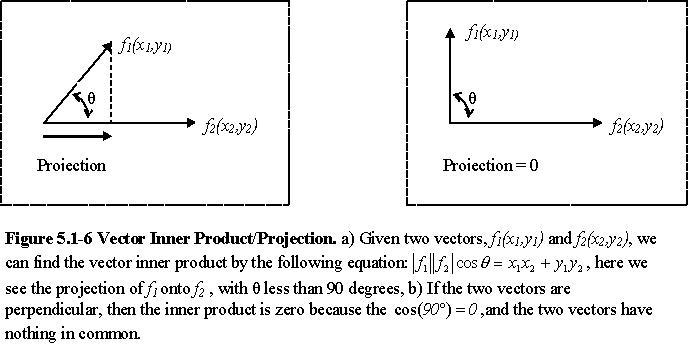 f1(x1,y1)
θ
f2(x2,y2)
Projection
f1(x1,y1)
θ
f2(x2,y2)
Projection = 0
Figure 5.1-6 Vector Inner Product/Projection. a) Given two vectors, f1(x1,y1) and f2(x2,y2), we
can find the vector inner product by the following equation: |f1||f2| cos θ = x1x2 + y1y2 , here we
see the projection of f1 onto f2 , with θ less than 90 degrees, b) If the two vectors are
perpendicular, then the inner product is zero because the cos(90°) = 0 ,and the two vectors have
nothing in common.